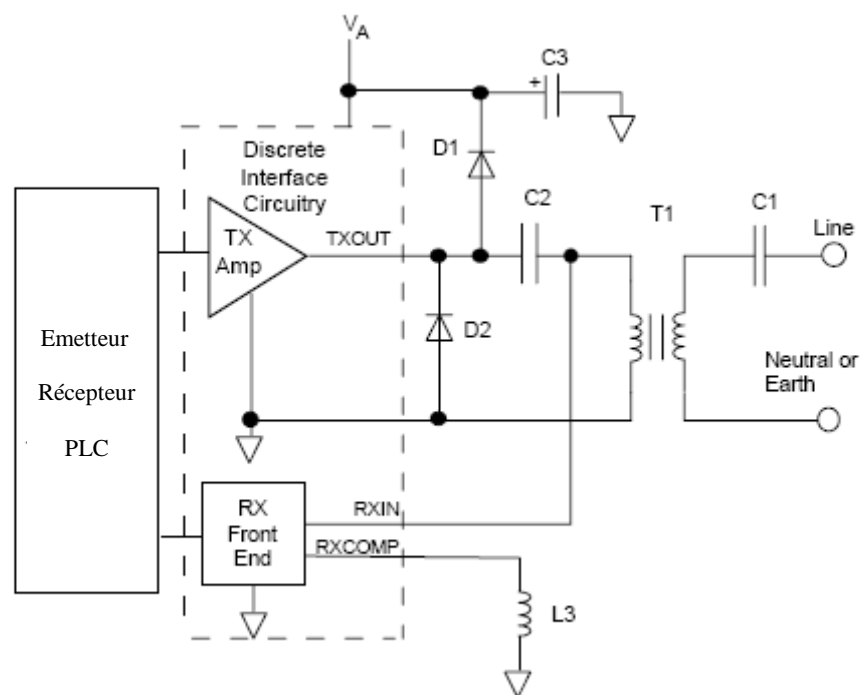 VA
C3
+
Discrete
Interface
Circuitry
D1
C2
T1
C1
TX
Amp
TXOUT
Line
D2
Emetteur
Récepteur
PLC
Neutral or
Earth
RX
Front
End
RXIN
RXCOMP
L3